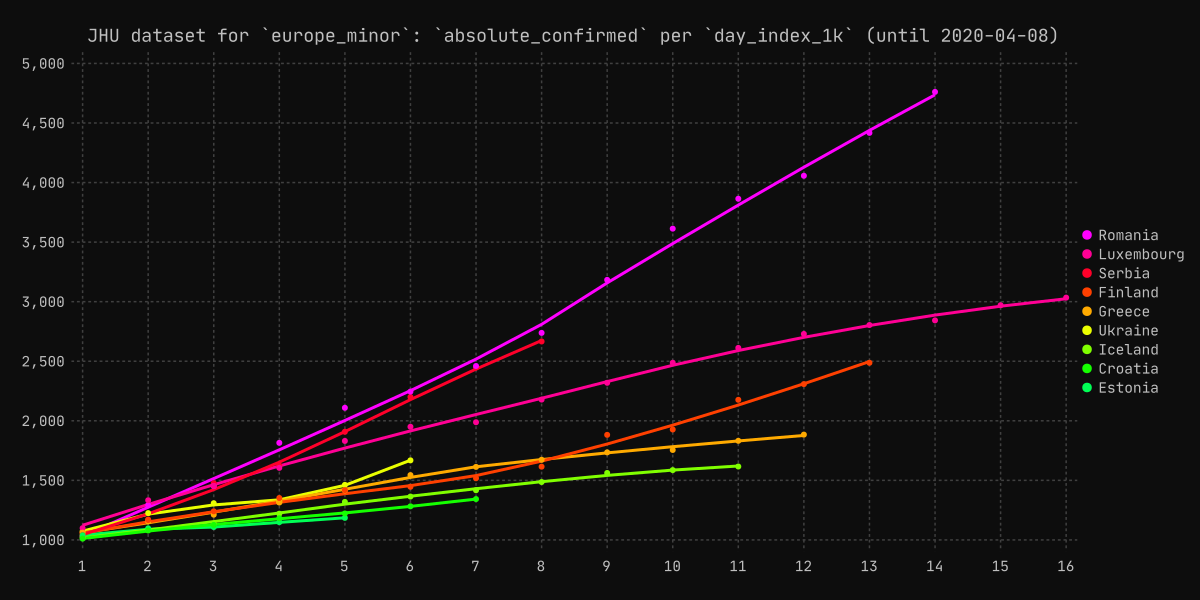 JHU dataset for `europe_minor`: `absolute_confirmed` per `day_index_1k` (until 2020-04-08)
5,000
4,500
4,000
3,500
3,000
2,500
2,000
1,500
1,000
1 2 3 4 5 6 7 8 9 10 11 12 13 14 15 16
Romania
Luxembourg
Serbia
Finland
Greece
Ukraine
Iceland
Croatia
Estonia